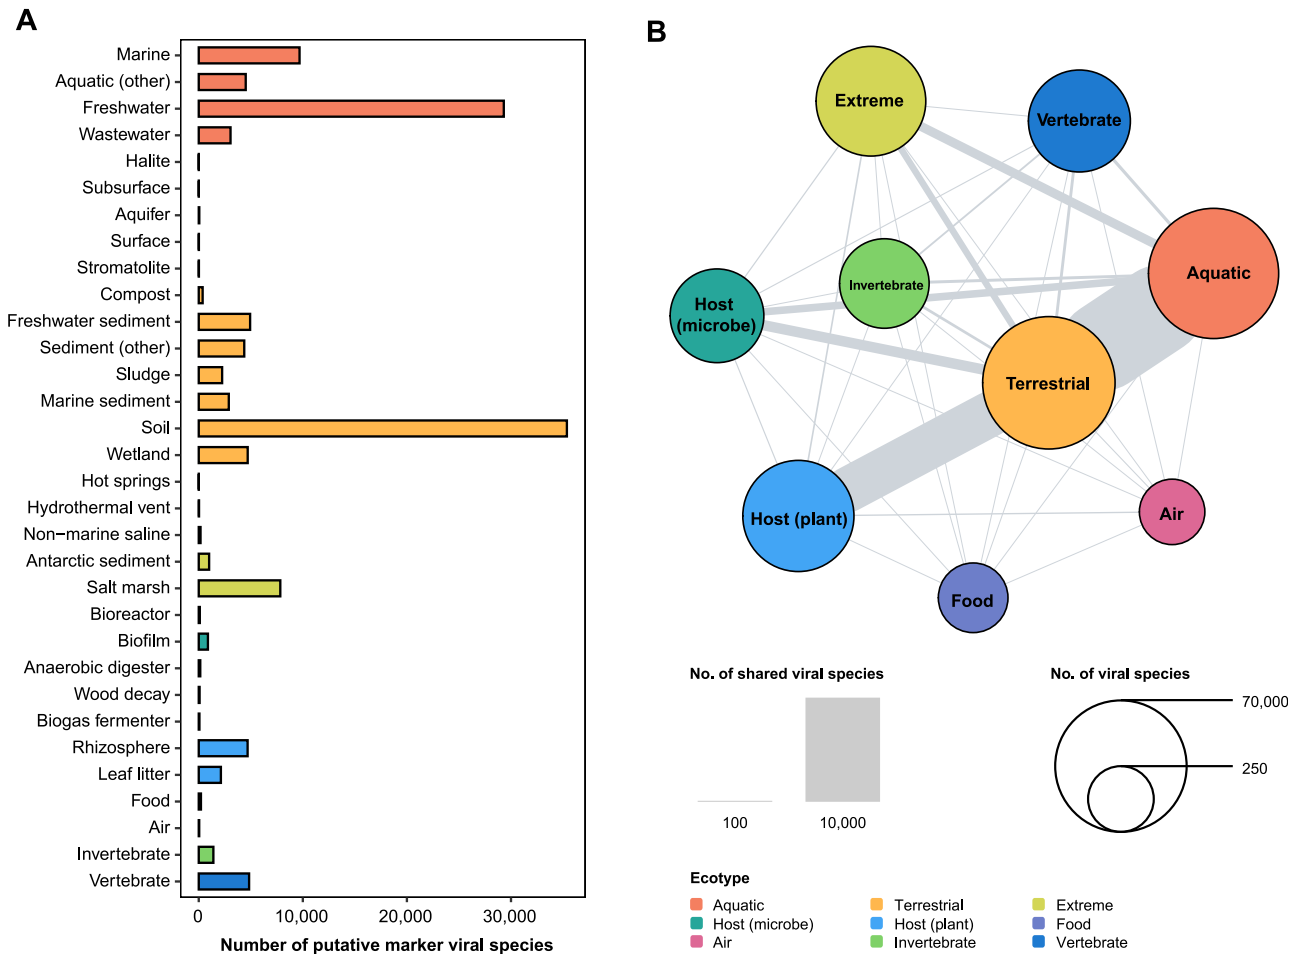 A
Marine
Aquatic (other)
Freshwater
Wastewater
Halite
Subsurface
Aquifer
Surface
Stromatolite
Compost
Freshwater sediment
Sediment (other)
Sludge
Marine sediment
Soil
Wetland
Hot springs
Hydrothermal vent
Non−marine saline
Antarctic sediment
Salt marsh
Bioreactor
Biofilm
Anaerobic digester
Wood decay
Biogas fermenter
Rhizosphere
Leaf litter
Food
Air
Invertebrate
Vertebrate
0 10,000 20,000 30,000
Number of putative marker viral species
B
Extreme
Vertebrate
Aquatic
Invertebrate
Host
(microbe)
Terrestrial
Host (plant)
Air
Food
No. of shared viral species
100 10,000
No. of viral species
70,000
250
Ecotype
Aquatic Terrestrial Extreme
Host (microbe) Host (plant) Food
Air Invertebrate Vertebrate